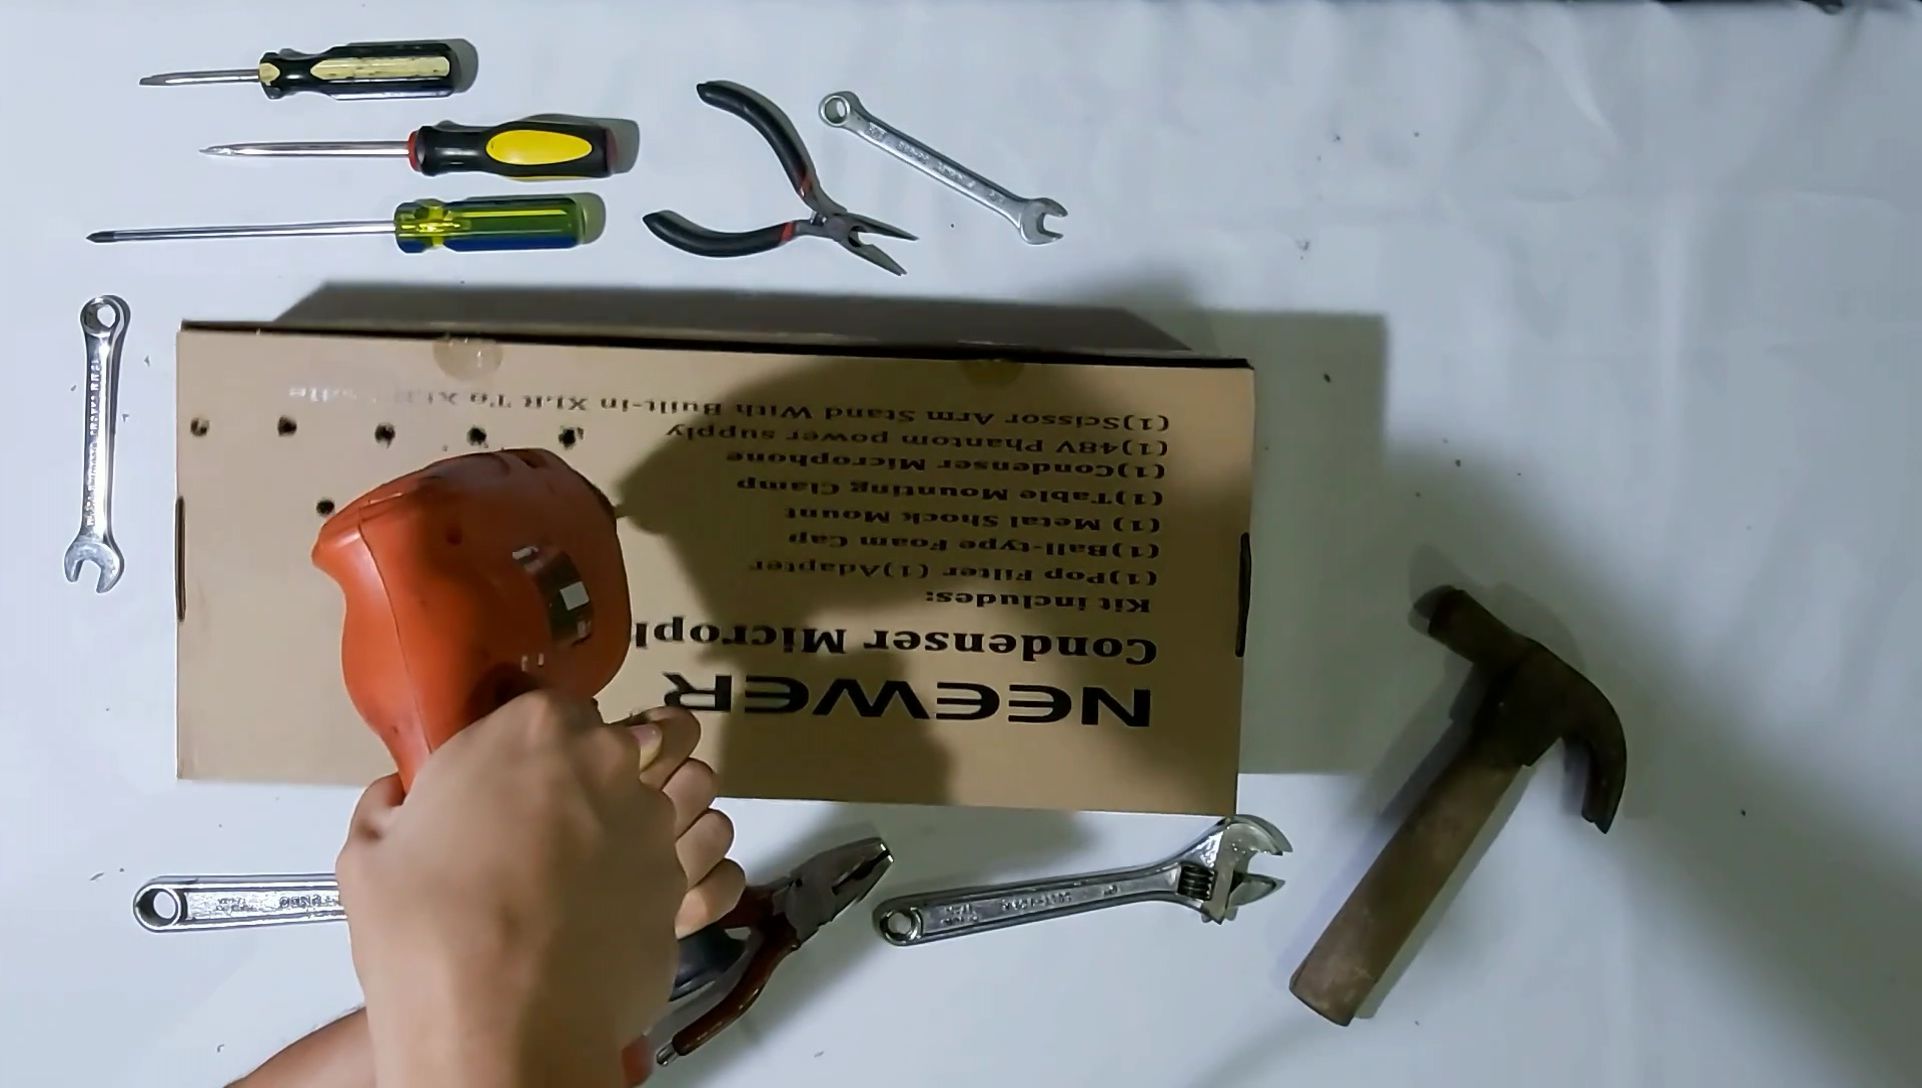 NEEWER
Condenser Microph
Kit includes:
(1)Pop Filter (1)Adapter
(1)Ball-type Foam Cap
(1) Metal Shock Mount
(1)Table Mounting Clamp
(1)Condenser Microphone
(1)48V Phantom power supply
(1)Scissor Arm Stand With Built-in XLR To XLR